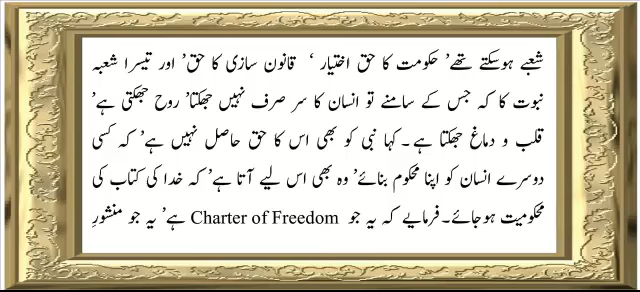 شعبے ہوسکتے تھے’ حکومت کا حق اختیار ‘ قانون سازی کا حق’ اور تیسرا شعبہ
نبوت کا کہ جس کے سامنے تو انسان کا سر صرف نہیں جھکتا’ روح جھکتی ہے’
قلب و دماغ جھکتا ہے۔ کہا نبی کو بھی اس کا حق حاصل نہیں ہے’ کہ کسی
دوسرے انسان کو اپنا محکوم بنائے’ وہ بھی اس لیے آتا ہے’ کہ خدا کی کتاب کی
محکومیت ہوجائے۔ فرمایے کہ یہ جو Charter of Freedom ہے’ یہ جو منشورِ